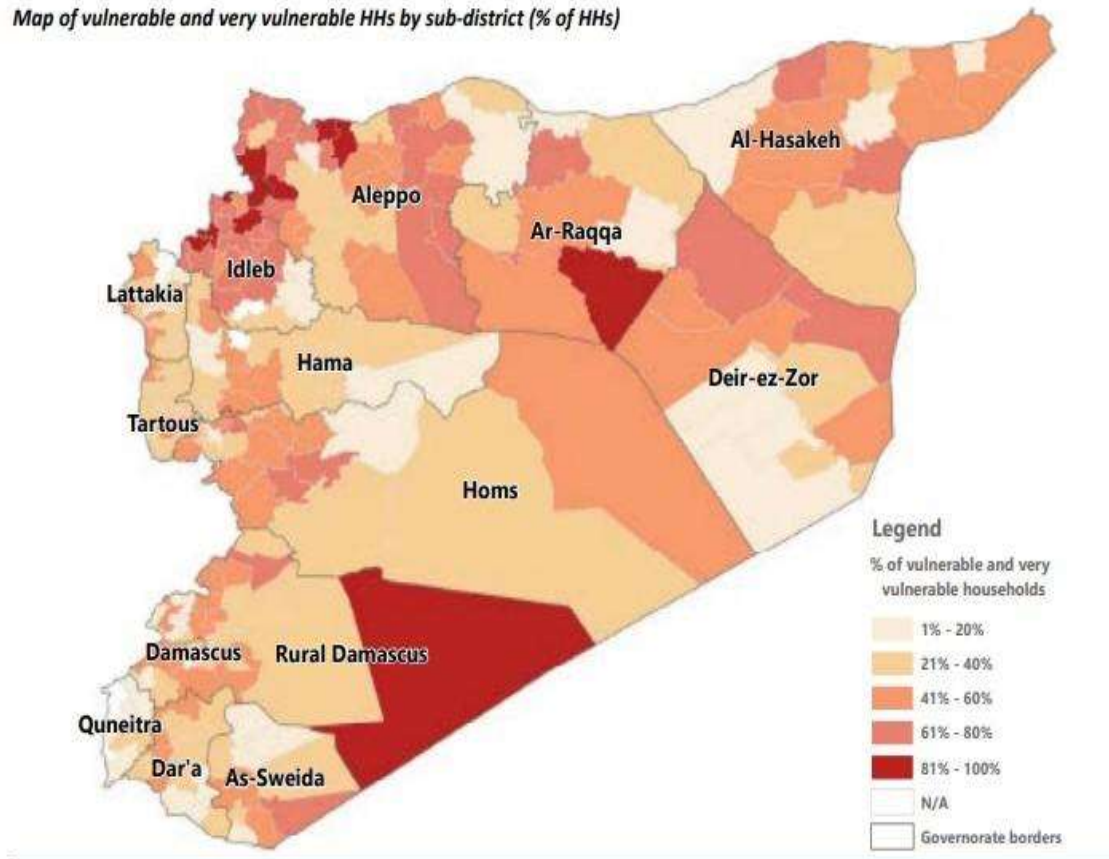 Map of vulnerable and very vulnerable HHs by sub-district (% of HHs)
Al-Hasakeh
Aleppo
Ar-Raqqa
Idleb
Lattakia
Hama
Deir-ez-Zor
Tartous
Homs
Legend
% of vulnerable and very
vulnerable households
1% - 20%
21% - 40%
41% - 60%
61% - 80%
81% - 100%
N/A
Governorate borders
Damascus
Rural Damascus
Quneitra
Dar'a
As-Sweida